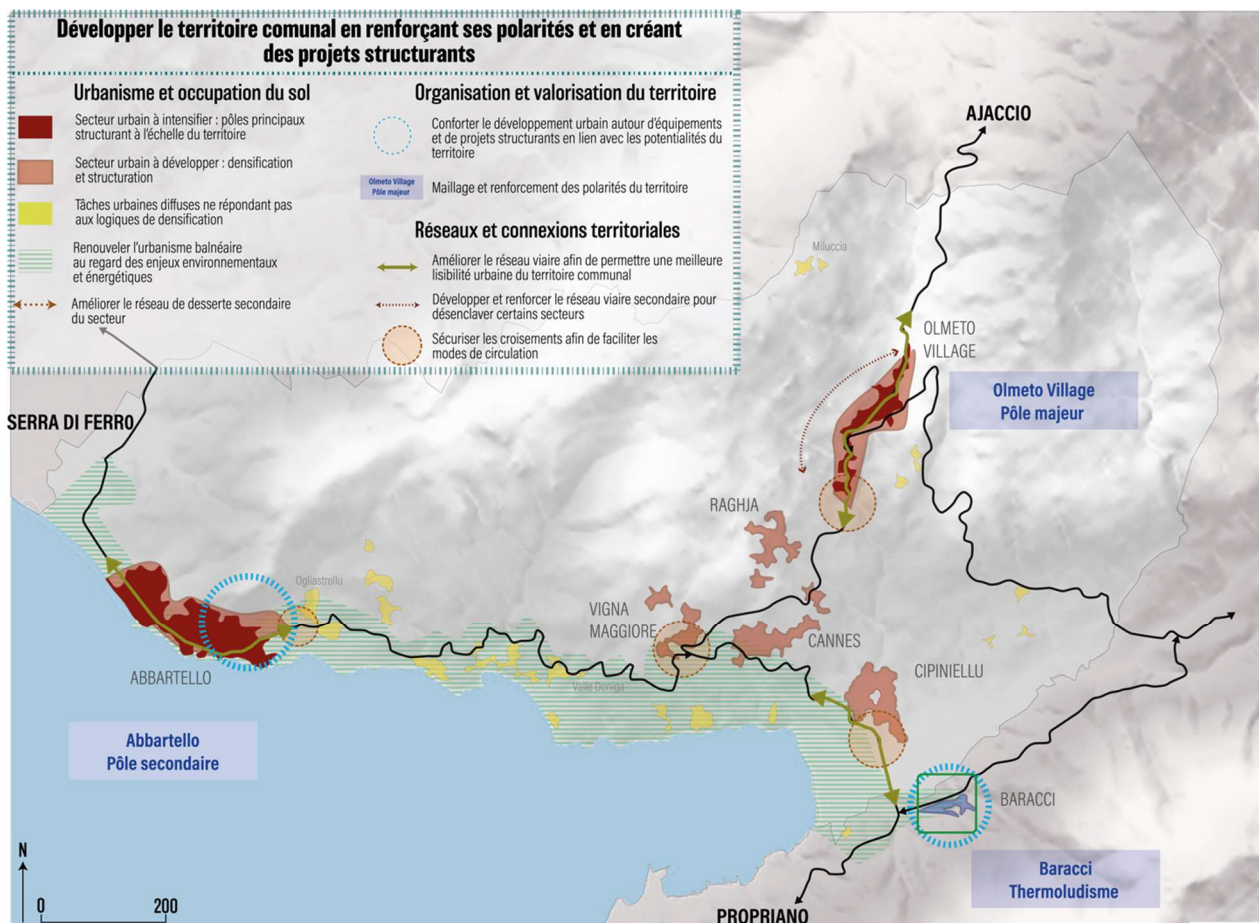 Développer le territoire comunal en renforçant ses polarités et en créant
des projets structurants
Urbanisme et occupation du sol
Secteur urbain à intensifier : pôles principaux
structurant à l'échelle du territoire
Secteur urbain à développer : densification
et structuration
Tâches urbaines diffuses ne répondant pas
aux logiques de densification
Renouveler l'urbanisme balnéaire
au regard des enjeux environnementaux
et énergétiques
Améliorer le réseau de desserte secondaire
du secteur
Organisation et valorisation du territoire
Conforter le développement urbain autour d'équipements
et de projets structurants en lien avec les potentialités du
territoire
Olmeto Village
Pôle majeur
Maillage et renforcement des polarités du territoire
Réseaux et connexions territoriales
Améliorer le réseau viaire afin de permettre une meilleure
lisibilité urbaine du territoire communal
Développer et renforcer le réseau viaire secondaire pour
désenclaver certains secteurs
Sécuriser les croisements afin de faciliter les
modes de circulation
AJACCIO
Miluccia
OLMETO
VILLAGE
Olmeto Village
Pôle majeur
SERRA DI FERRO
RAGHJA
Ogliastrellu
VIGNA
MAGGIORE
CANNES
CIPINIELLU
ABBARTELLO
Valle Doniga
Abbartello
Pôle secondaire
BARACCI
Baracci
Thermoludisme
PROPRIANO
N
0
200